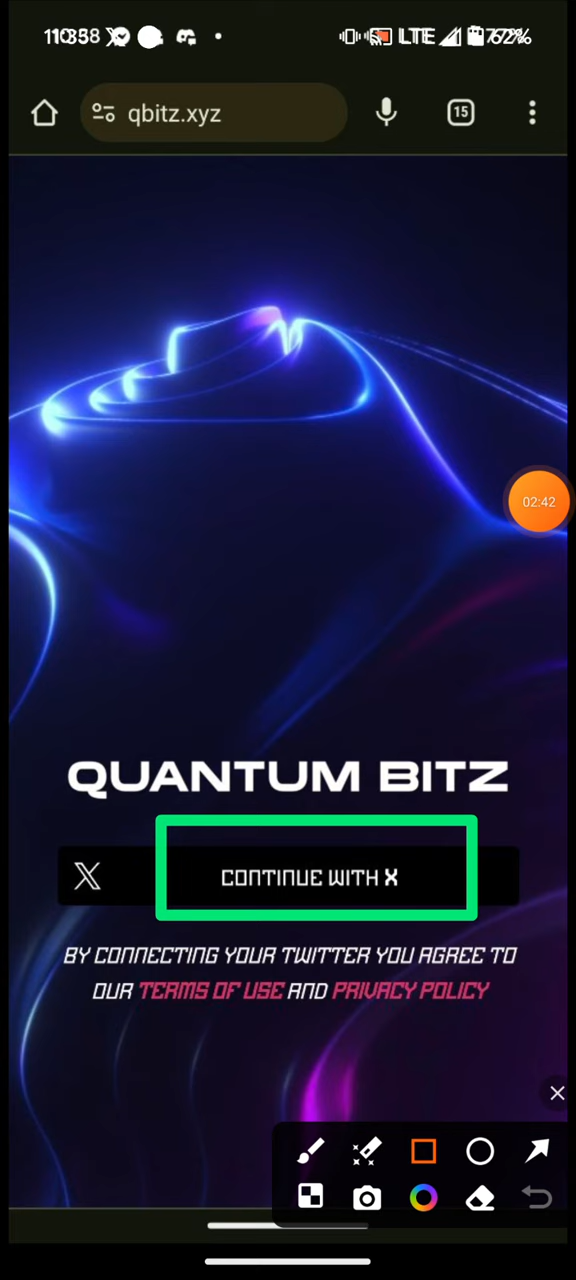 LTE
qbitz.xyz
15
02:42
QUANTUM BITZ
X
CONTINUE WITH X
BY CONNECTING YOUR TWITTER YOU AGREE TO
OUR TERMS OF USE AND PRIVACY POLICY